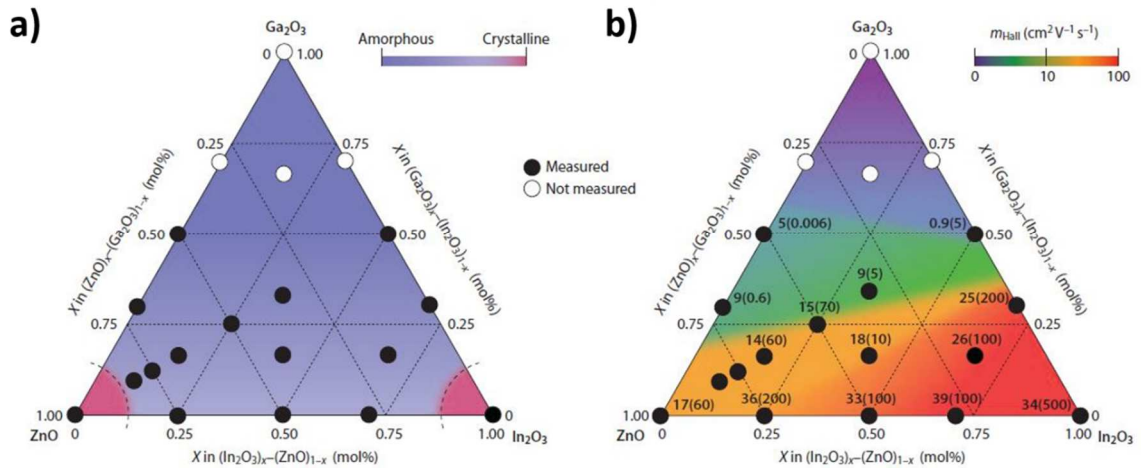 a)
Ga₂O₃
0 1.00
Amorphous Crystalline
0.25 0.75
X in (ZnO)ₓ–(Ga₂O₃)₁₋ₓ (mol%)
X in (Ga₂O₃)ₓ–(In₂O₃)₁₋ₓ (mol%)
0.50 0.50
0.75 0.25
1.00 0
ZnO 0 0.25 0.50 0.75 1.00 In₂O₃
X in (In₂O₃)ₓ–(ZnO)₁₋ₓ (mol%)
Measured
Not measured
b)
Ga₂O₃
0 1.00
mHall (cm² V⁻¹ s⁻¹)
0 10 100
0.25 0.75
X in (ZnO)ₓ–(Ga₂O₃)₁₋ₓ (mol%)
X in (Ga₂O₃)ₓ–(In₂O₃)₁₋ₓ (mol%)
0.50 5(0.006) 0.9(5) 0.50
9(5)
9(0.6) 15(70) 25(200)
0.75 0.25
14(60) 18(10) 26(100)
17(60) 36(200) 33(100) 39(100) 34(500)
1.00 0
ZnO 0 0.25 0.50 0.75 1.00 In₂O₃
X in (In₂O₃)ₓ–(ZnO)₁₋ₓ (mol%)